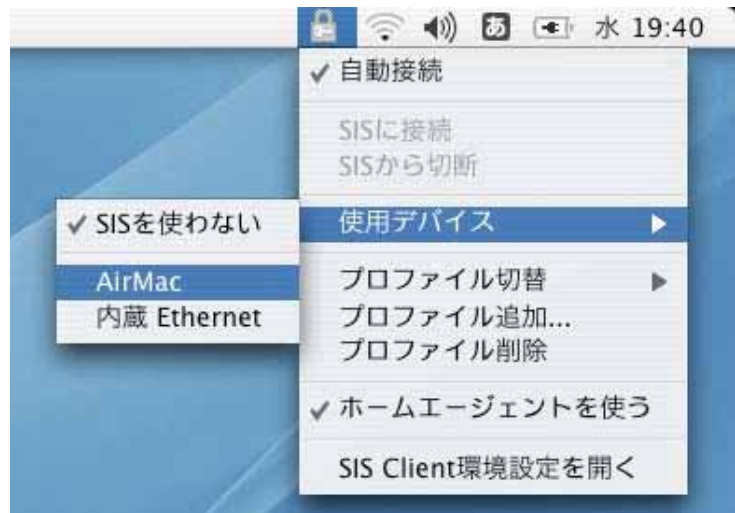 あ 水 19:40
自動接続
SISに接続
SISから切断
使用デバイス
SISを使わない
AirMac
内蔵 Ethernet
プロファイル切替
プロファイル追加...
プロファイル削除
ホームエージェントを使う
SIS Client環境設定を開く